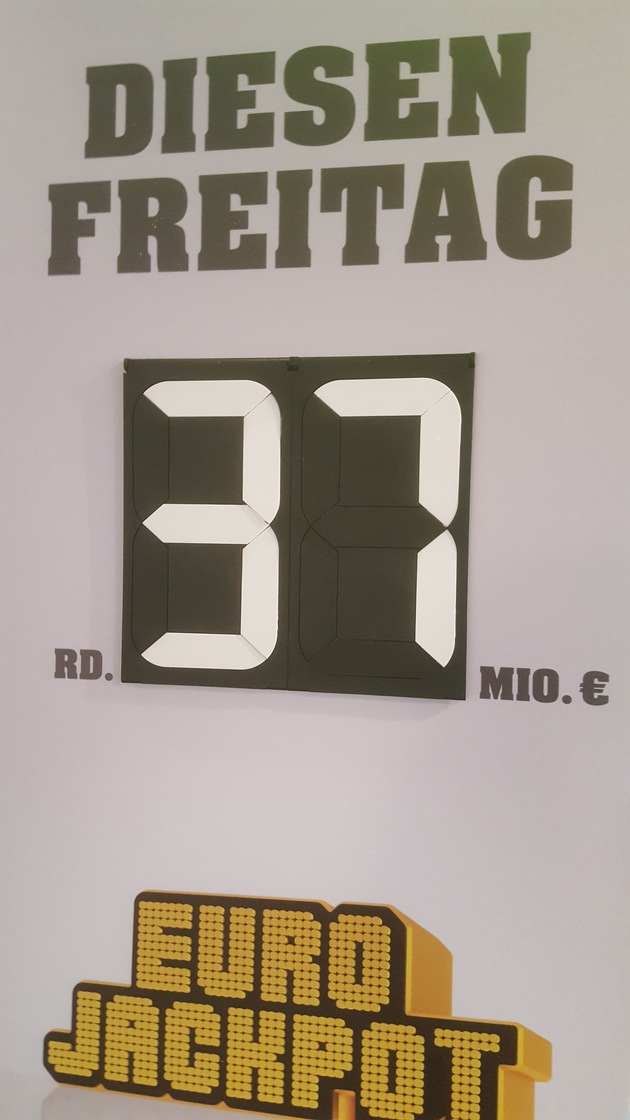 DIESEN
FREITAG
RD. 37 MIO. €
EURO
JACKPOT